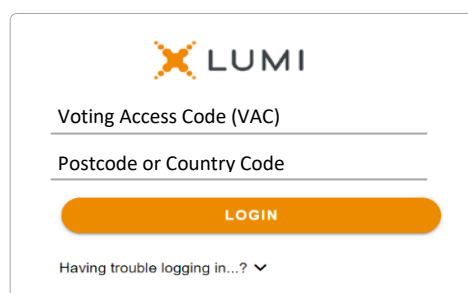 LUMI
Voting Access Code (VAC)
Postcode or Country Code
LOGIN
Having trouble logging in...?